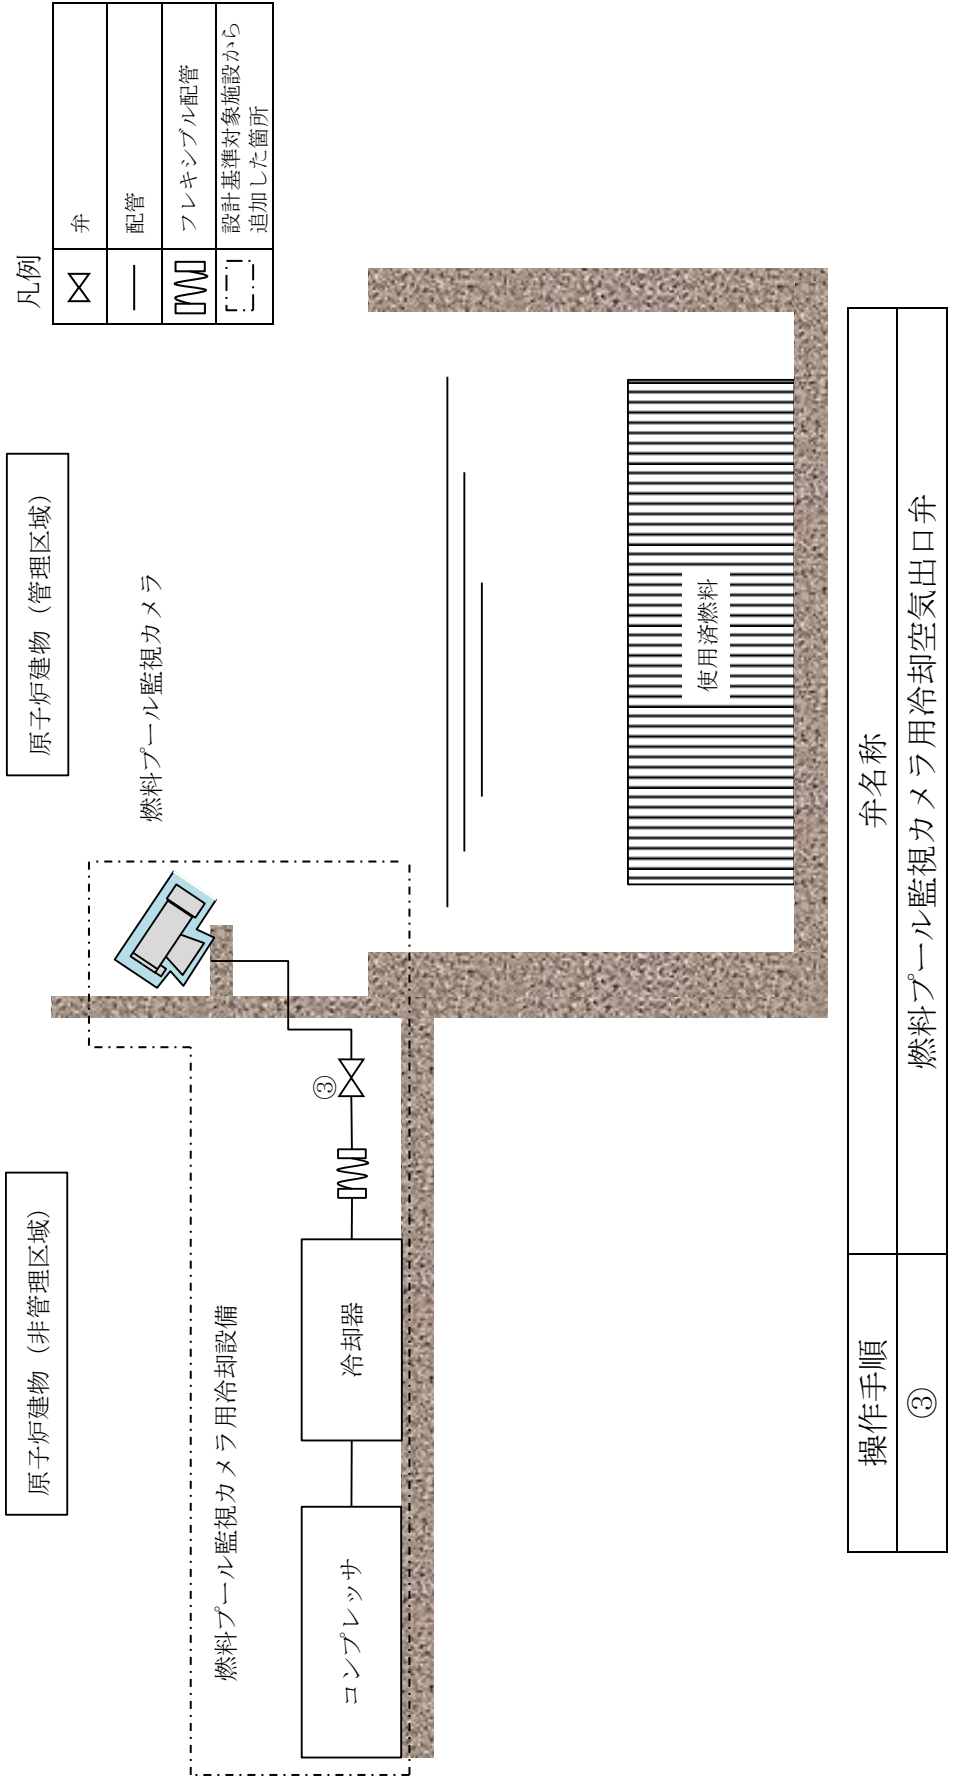 原子炉建物（非管理区域）
原子炉建物（管理区域）
凡例
弁
配管
フレキシブル配管
設計基準対象施設から
追加した箇所
燃料プール監視カメラ
燃料プール監視カメラ用冷却設備
コンプレッサ
冷却器
③
使用済燃料
操作手順
弁名称
③
燃料プール監視カメラ用冷却空気出口弁